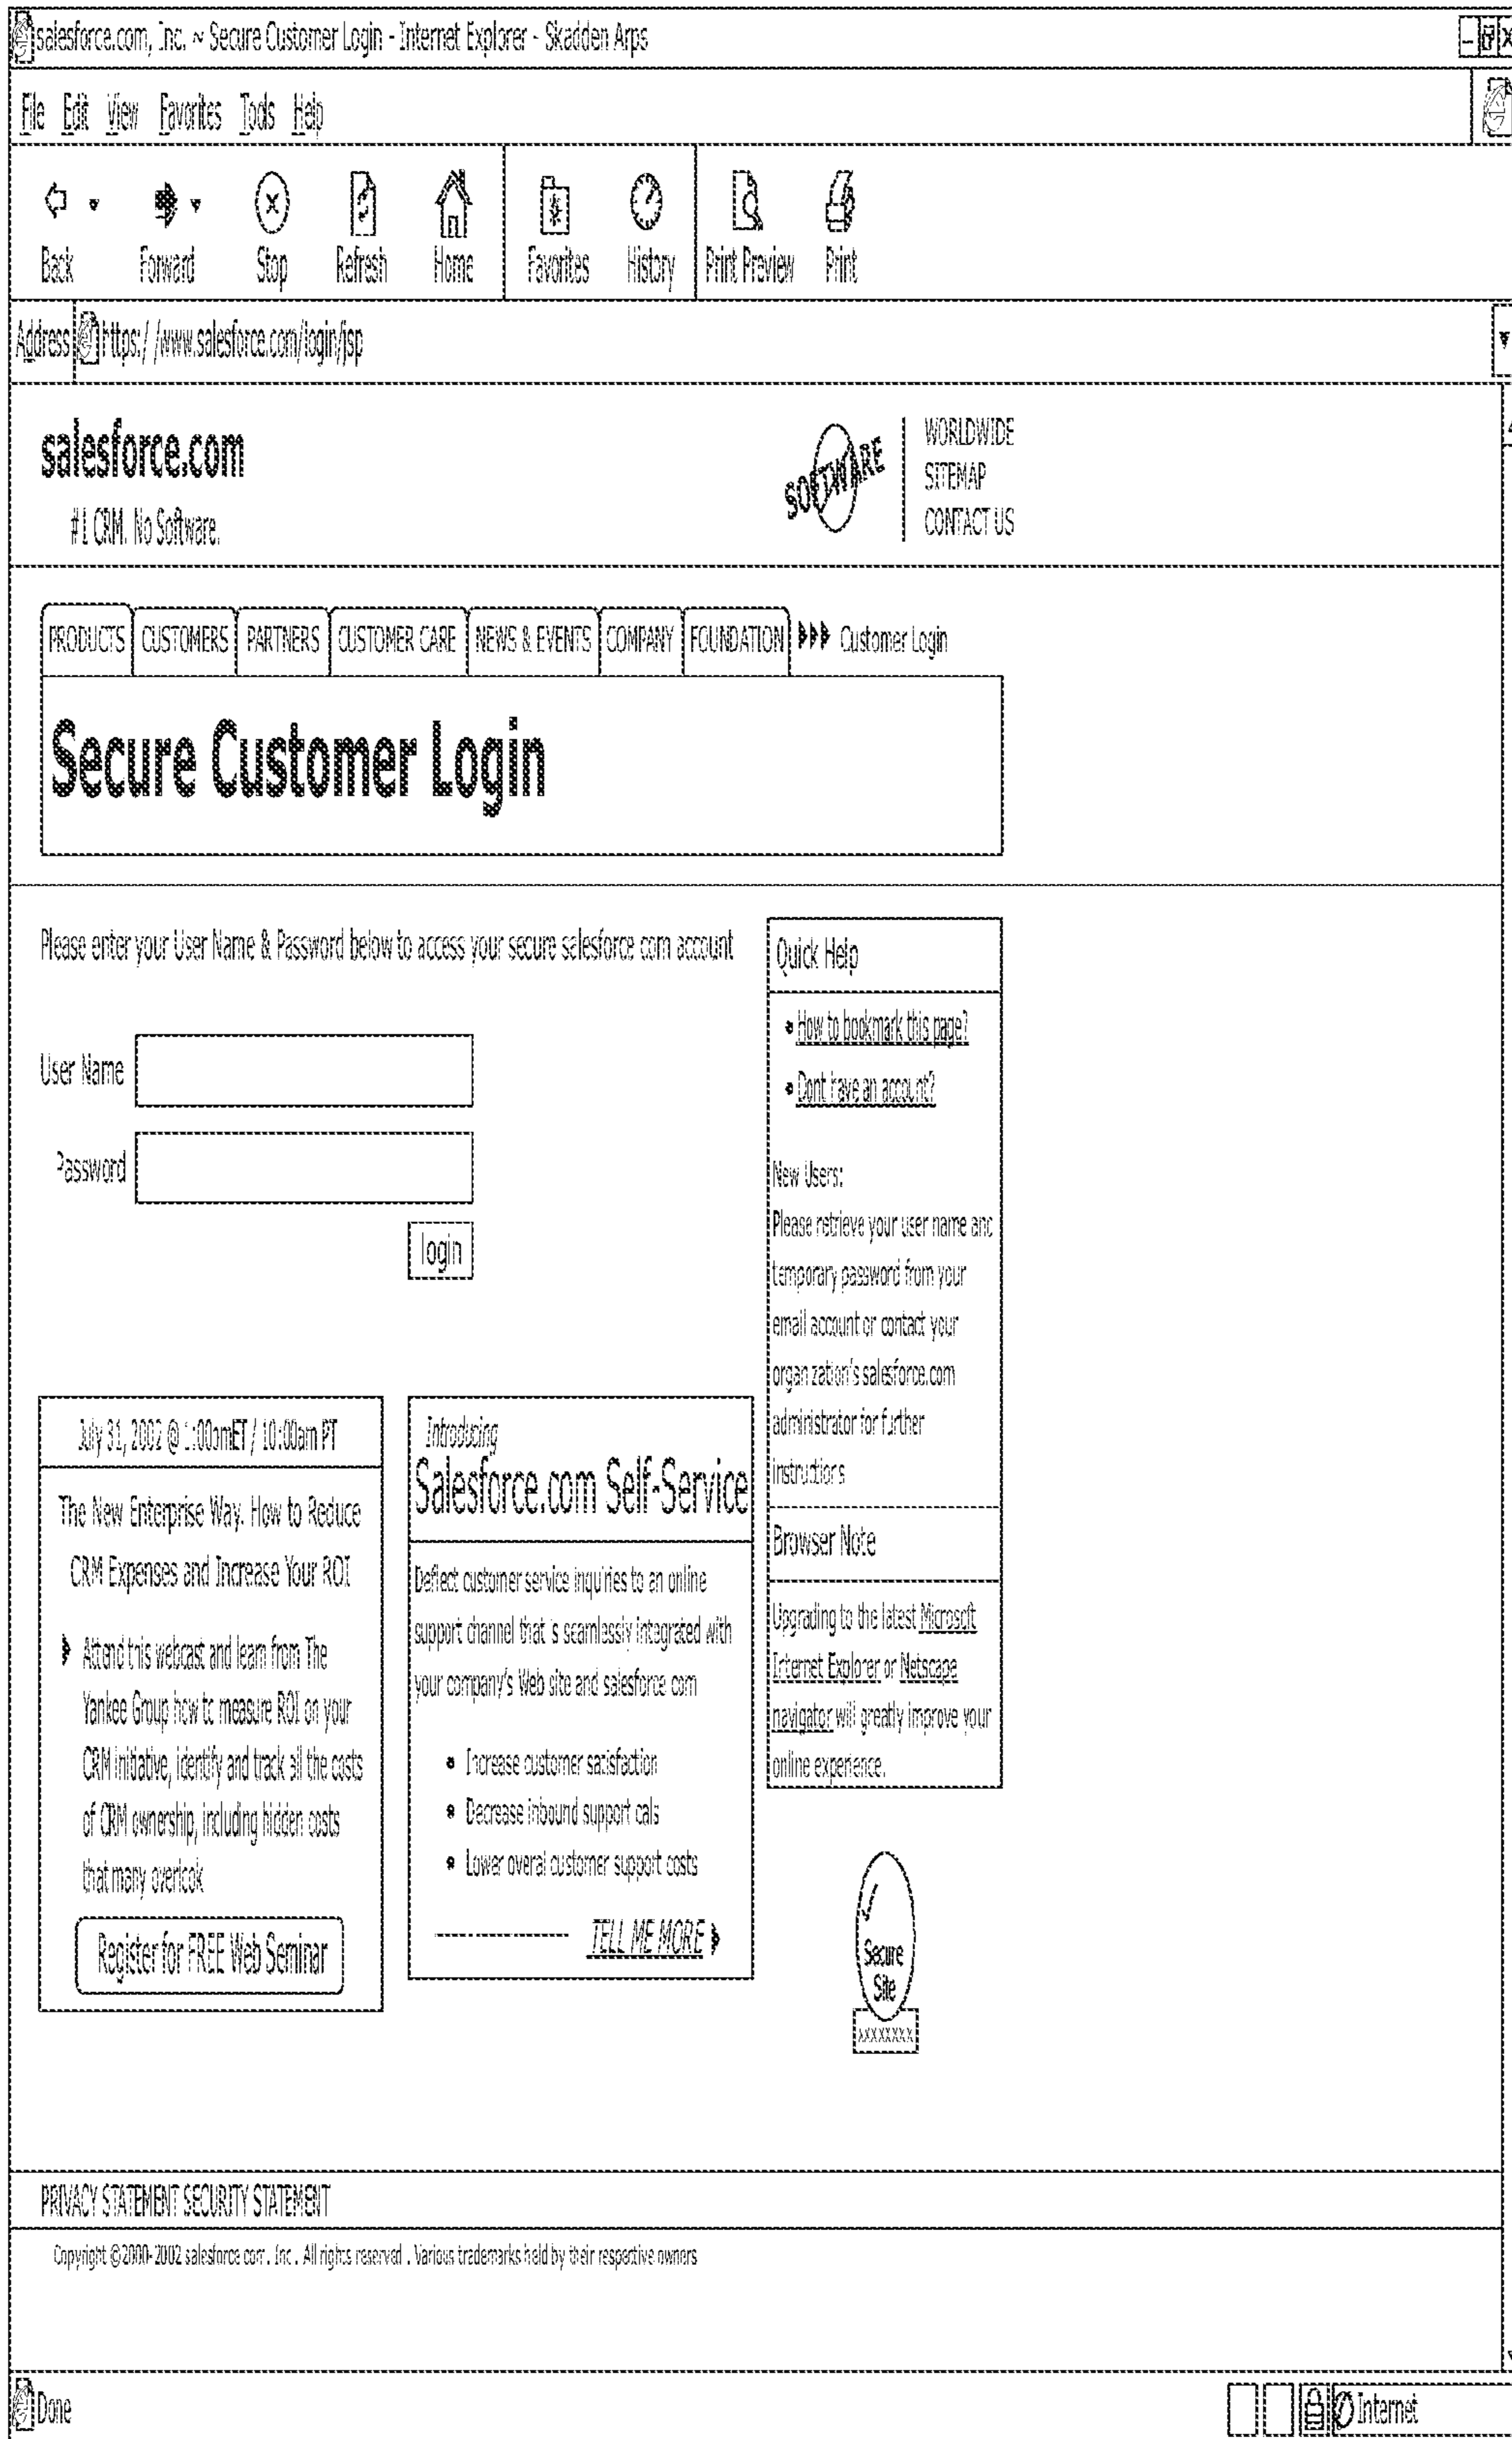 salesforce.com, Inc. ~ Secure Customer Login - Internet Explorer - Skadden Arps
File Edit View Favorites Tools Help
Back Forward Stop Refresh Home Favorites History Print Preview Print
Address https://www.salesforce.com/login/jsp
salesforce.com
#1 CRM. No Software.
SOFTWARE
WORLDWIDE
SITEMAP
CONTACT US
PRODUCTS CUSTOMERS PARTNERS CUSTOMER CARE NEWS & EVENTS COMPANY FOUNDATION Customer Login
Secure Customer Login
Please enter your User Name & Password below to access your secure salesforce com account
User Name
Password
login
Quick Help
How to bookmark this page?
Dont have an account?
New Users:
Please retrieve your user name and
temporary password from your
email account or contact your
organization's salesforce.com
administrator for further
instructions
Browser Note
Upgrading to the latest Microsoft
Internet Explorer or Netscape
navigator will greatly improve your
online experience.
July 31, 2002 @ 1:00pmET / 10:00am PT
The New Enterprise Way. How to Reduce
CRM Expenses and Increase Your ROI
Attend this webcast and learn from The
Yankee Group how to measure ROI on your
CRM initiative, identify and track all the costs
of CRM ownership, including hidden costs
that many overlook
Register for FREE Web Seminar
Introducing
Salesforce.com Self-Service
Deflect customer service inquiries to an online
support channel that is seamlessly integrated with
your company's Web site and salesforce com
Increase customer satisfaction
Decrease inbound support calls
Lower overal customer support costs
TELL ME MORE
Secure
Site
xxxxxxxx
PRIVACY STATEMENT SECURITY STATEMENT
Copyright ©2000-2002 salesforce com. Inc. All rights reserved . Various trademarks held by their respective owners
Done
Internet